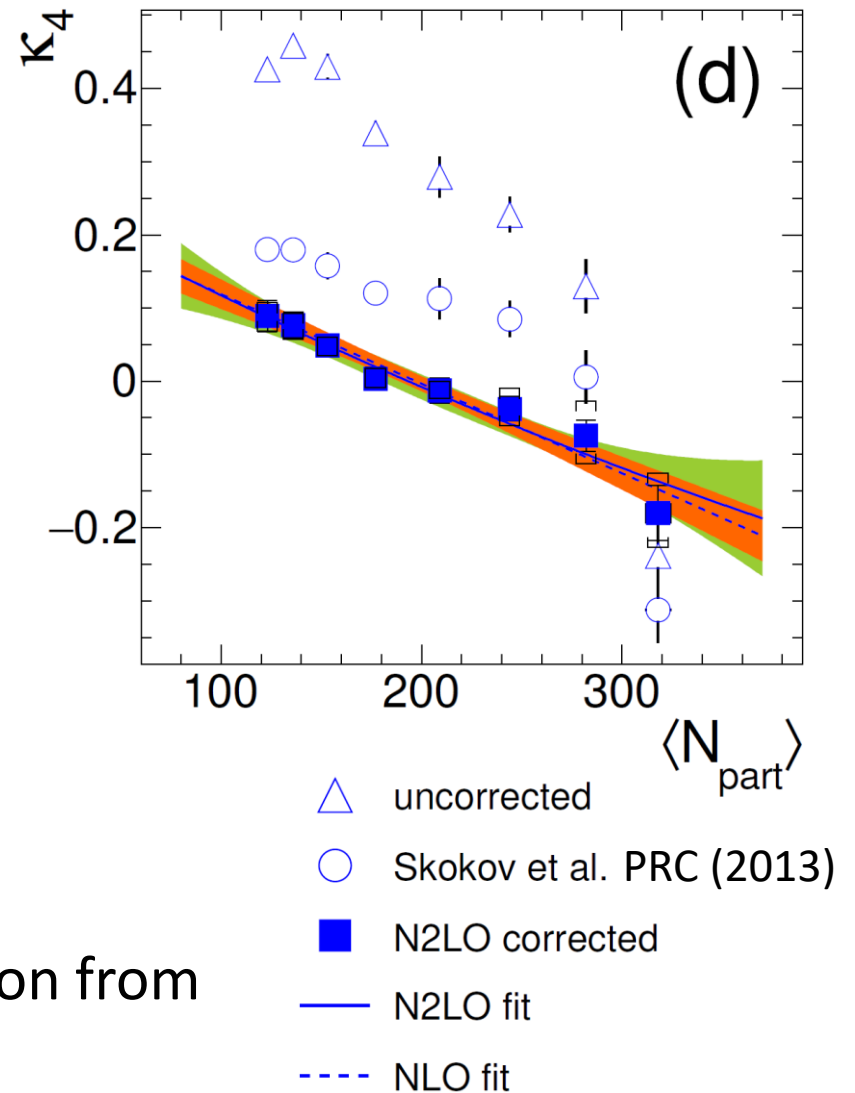 κ4
(d)
0.4
0.2
0
−0.2
100 200 300
⟨Npart⟩
uncorrected
Skokov et al. PRC (2013)
N2LO corrected
on from
N2LO fit
NLO fit